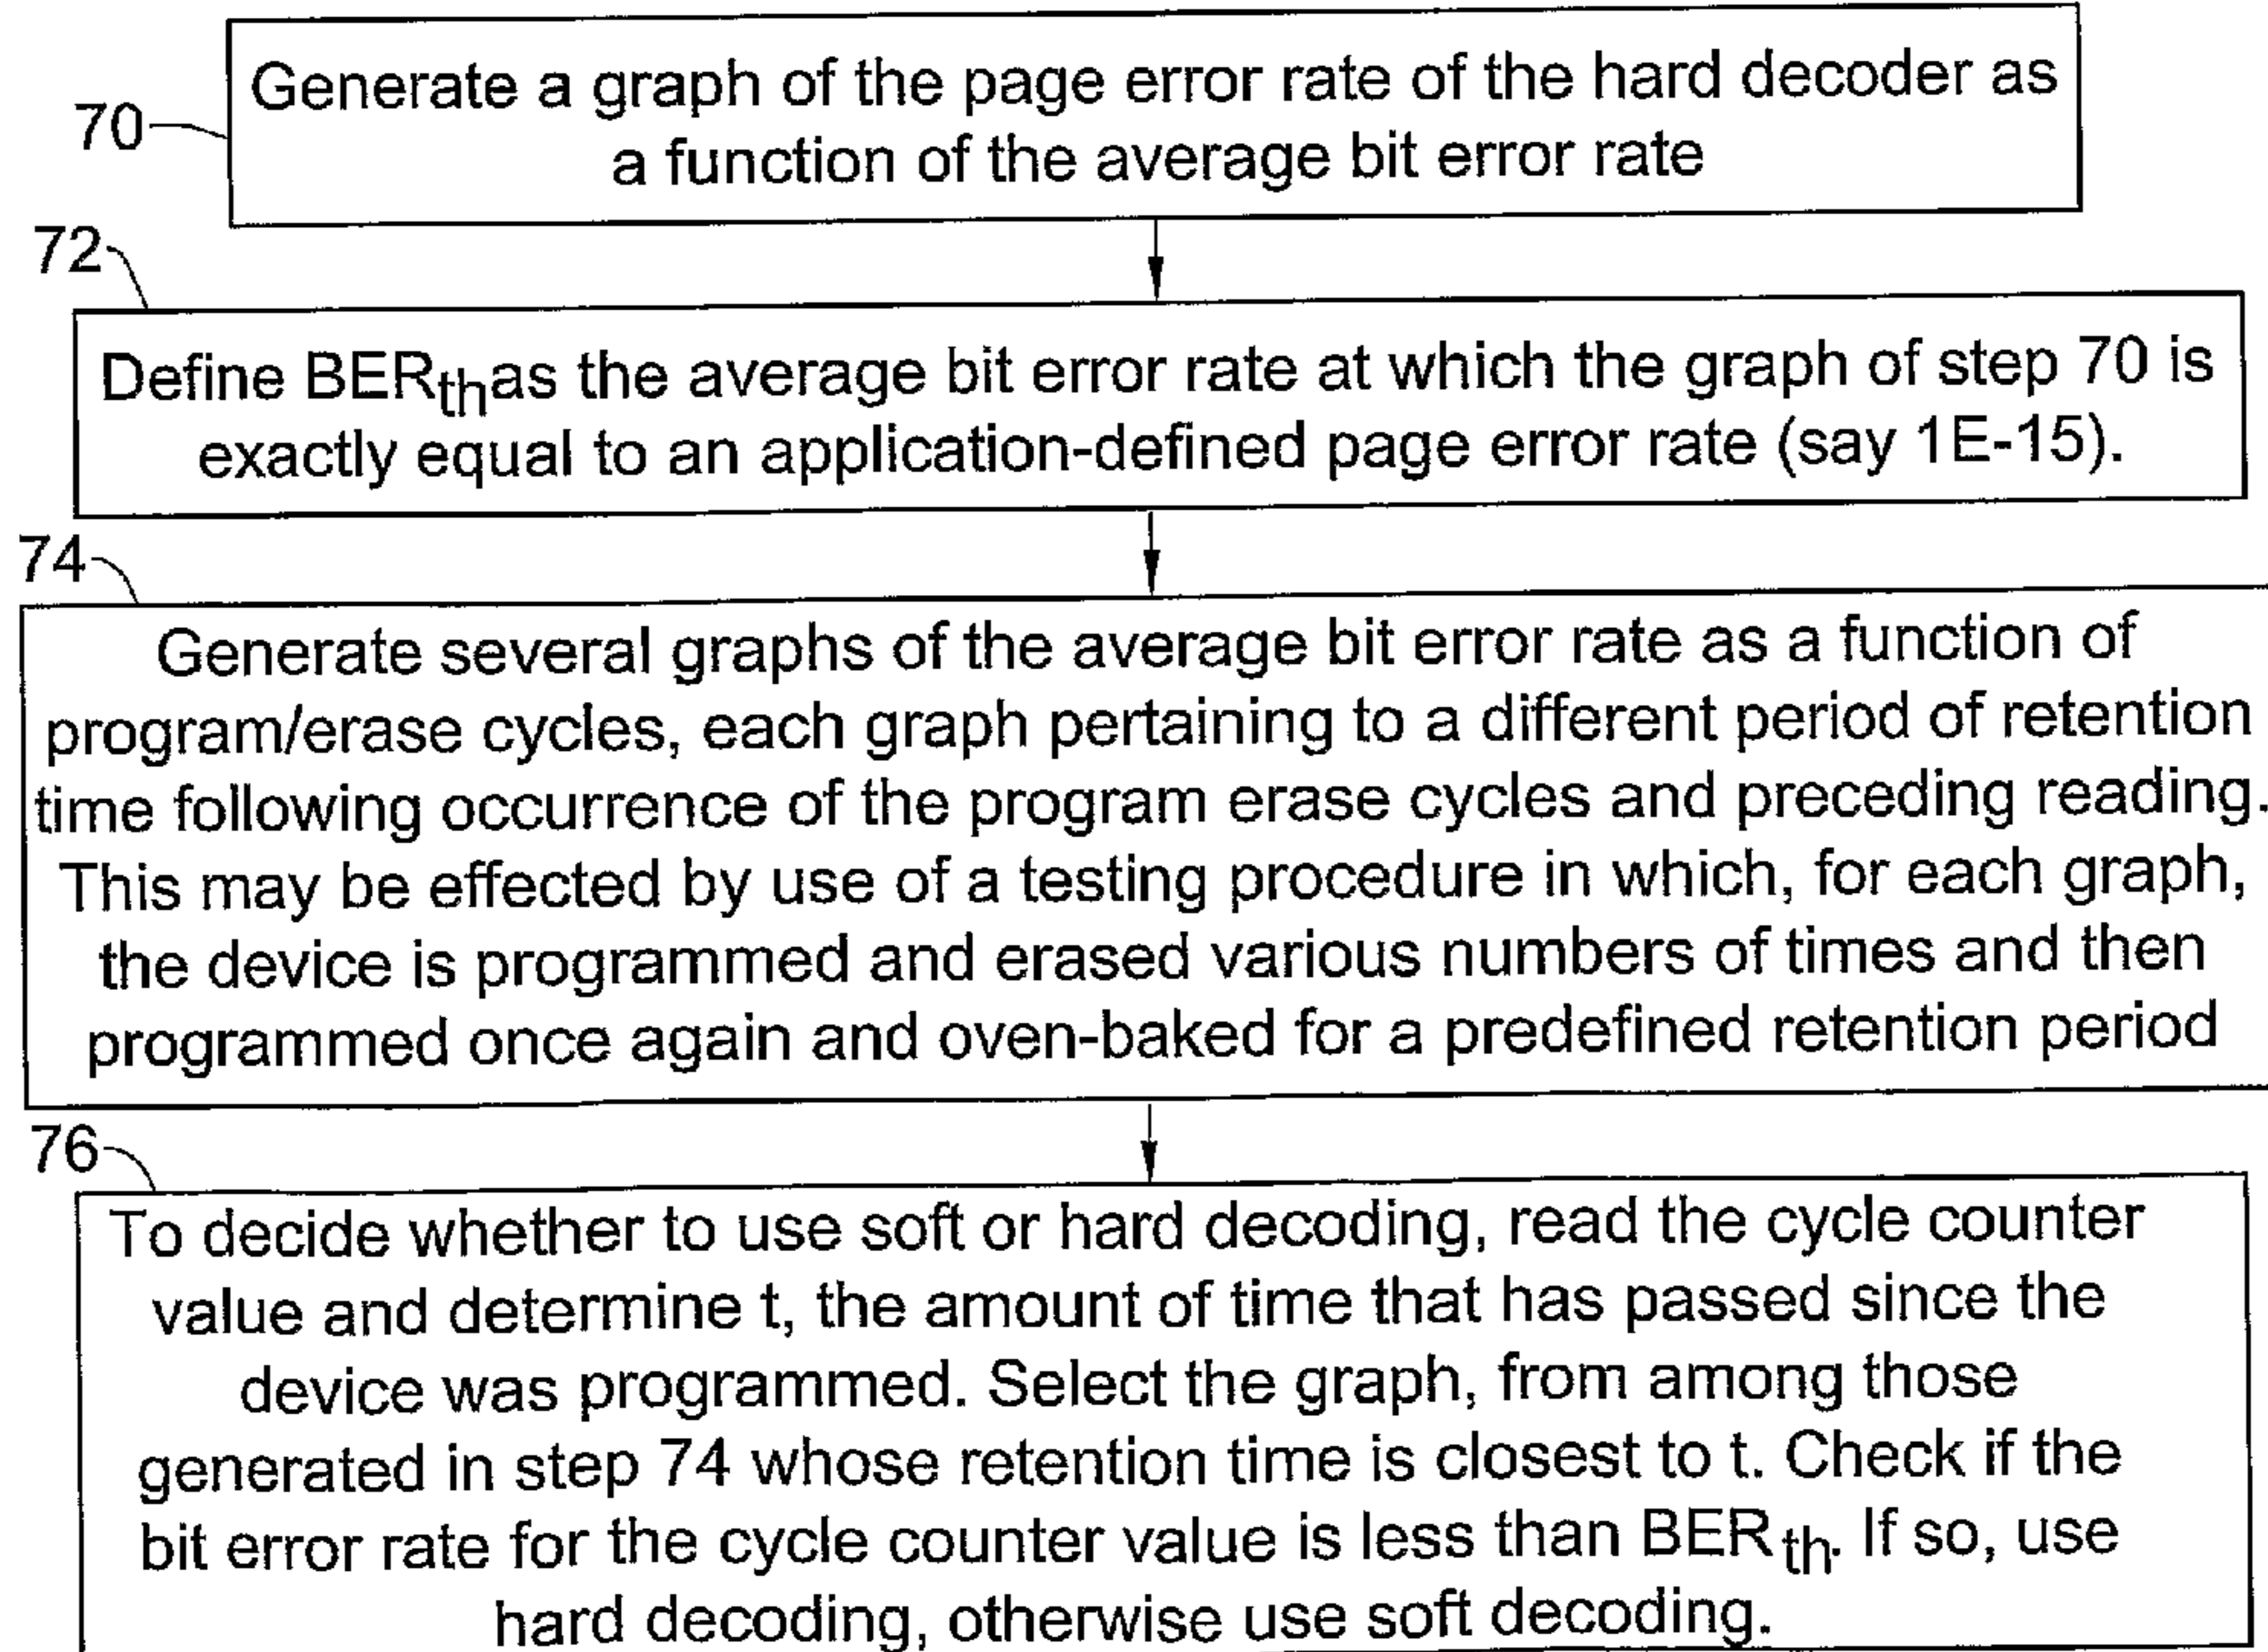 70
Generate a graph of the page error rate of the hard decoder as
a function of the average bit error rate
72
Define BERthas the average bit error rate at which the graph of step 70 is
exactly equal to an application-defined page error rate (say 1E-15).
74
Generate several graphs of the average bit error rate as a function of
program/erase cycles, each graph pertaining to a different period of retention
time following occurrence of the program erase cycles and preceding reading.
This may be effected by use of a testing procedure in which, for each graph,
the device is programmed and erased various numbers of times and then
programmed once again and oven-baked for a predefined retention period
76
To decide whether to use soft or hard decoding, read the cycle counter
value and determine t, the amount of time that has passed since the
device was programmed. Select the graph, from among those
generated in step 74 whose retention time is closest to t. Check if the
bit error rate for the cycle counter value is less than BERth. If so, use
hard decoding, otherwise use soft decoding.